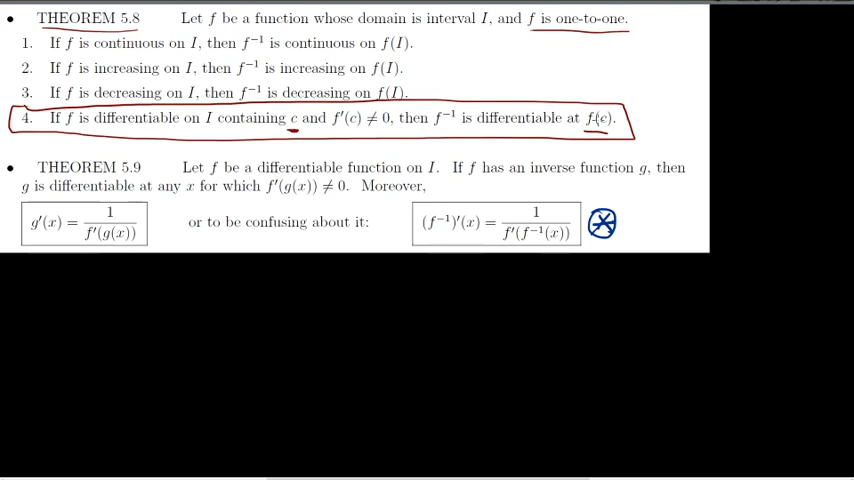 • THEOREM 5.8 Let f be a function whose domain is interval I, and f is one-to-one.
1. If f is continuous on I, then f⁻¹ is continuous on f(I).
2. If f is increasing on I, then f⁻¹ is increasing on f(I).
3. If f is decreasing on I, then f⁻¹ is decreasing on f(I).
4. If f is differentiable on I containing c and f′(c) ≠ 0, then f⁻¹ is differentiable at f(c).
• THEOREM 5.9 Let f be a differentiable function on I. If f has an inverse function g, then
g is differentiable at any x for which f′(g(x)) ≠ 0. Moreover,
g′(x) = 1/f′(g(x)) or to be confusing about it: (f⁻¹)′(x) = 1/f′(f⁻¹(x))